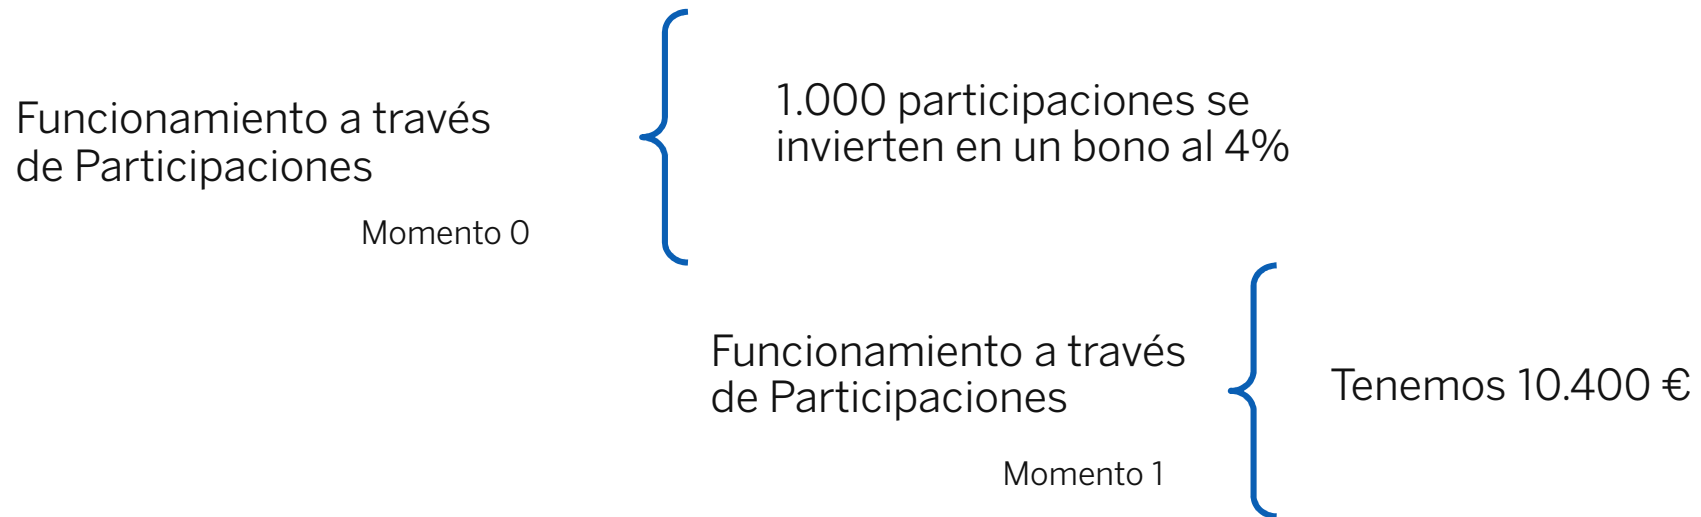 Funcionamiento a través
de Participaciones
Momento 0
1.000 participaciones se
invierten en un bono al 4%
Funcionamiento a través
de Participaciones
Momento 1
Tenemos 10.400 €